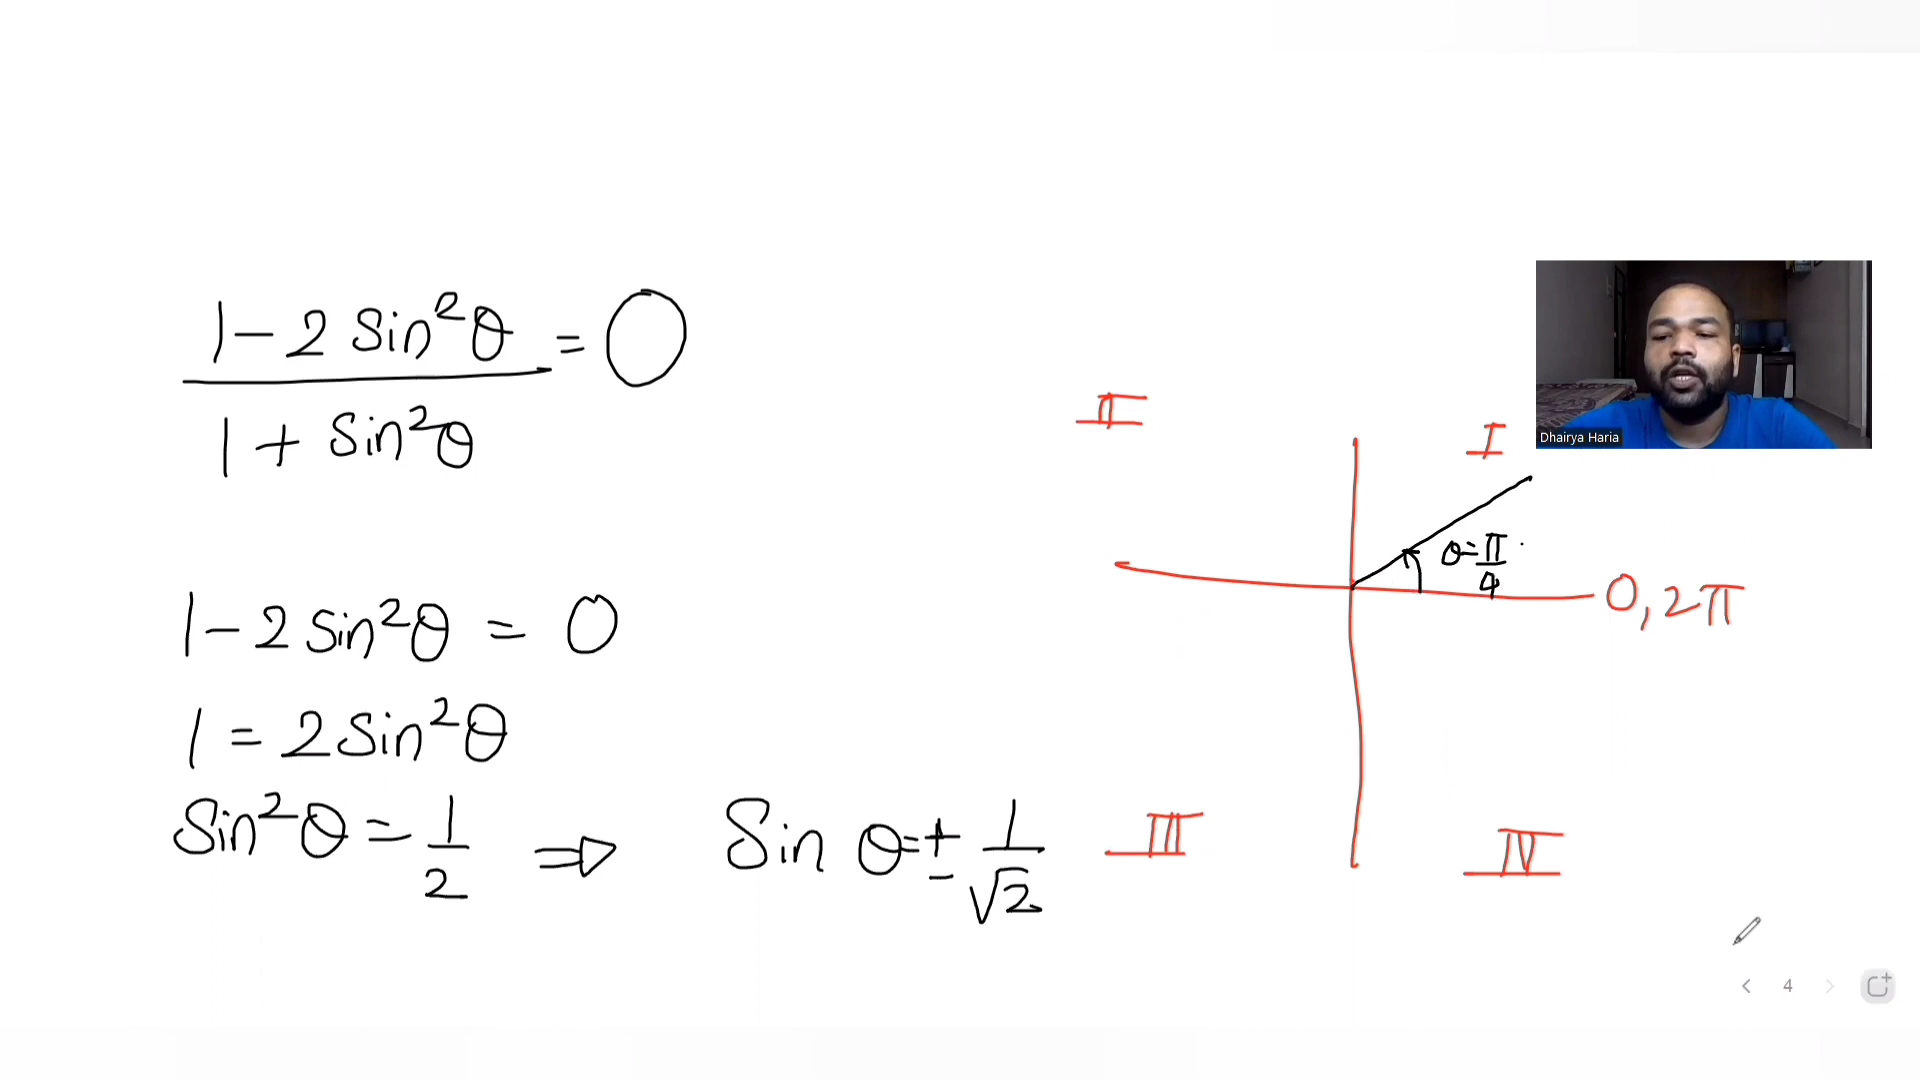 1 - 2 Sin²θ / 1 + Sin²θ = 0
1 - 2 Sin²θ = 0
1 = 2 Sin²θ
Sin²θ = 1/2 ⇒ Sin θ = ± 1/√2
II
I
θ = π/4
0, 2π
III
IV
Dhairya Haria
4